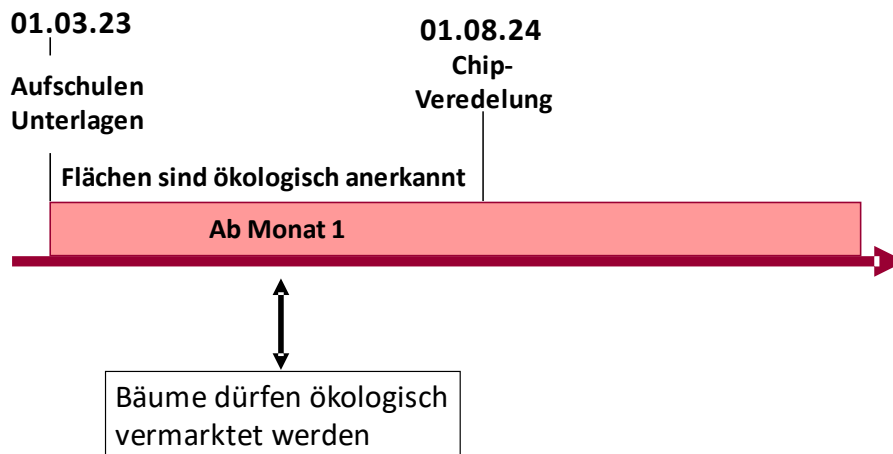 01.03.23
Aufschulen
Unterlagen
01.08.24
Chip-
Veredelung
Flächen sind ökologisch anerkannt
Ab Monat 1
Bäume dürfen ökologisch
vermarktet werden